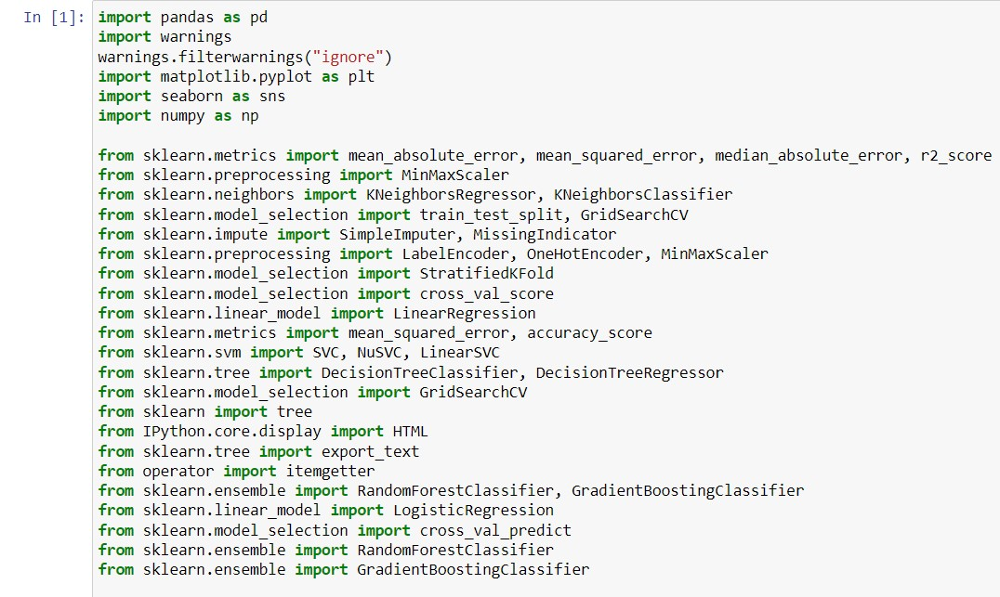 In [1]: import pandas as pd
import warnings
warnings.filterwarnings("ignore")
import matplotlib.pyplot as plt
import seaborn as sns
import numpy as np
from sklearn.metrics import mean_absolute_error, mean_squared_error, median_absolute_error, r2_score
from sklearn.preprocessing import MinMaxScaler
from sklearn.neighbors import KNeighborsRegressor, KNeighborsClassifier
from sklearn.model_selection import train_test_split, GridSearchCV
from sklearn.impute import SimpleImputer, MissingIndicator
from sklearn.preprocessing import LabelEncoder, OneHotEncoder, MinMaxScaler
from sklearn.model_selection import StratifiedKFold
from sklearn.model_selection import cross_val_score
from sklearn.linear_model import LinearRegression
from sklearn.metrics import mean_squared_error, accuracy_score
from sklearn.svm import SVC, NuSVC, LinearSVC
from sklearn.tree import DecisionTreeClassifier, DecisionTreeRegressor
from sklearn.model_selection import GridSearchCV
from sklearn import tree
from IPython.core.display import HTML
from sklearn.tree import export_text
from operator import itemgetter
from sklearn.ensemble import RandomForestClassifier, GradientBoostingClassifier
from sklearn.linear_model import LogisticRegression
from sklearn.model_selection import cross_val_predict
from sklearn.ensemble import RandomForestClassifier
from sklearn.ensemble import GradientBoostingClassifier